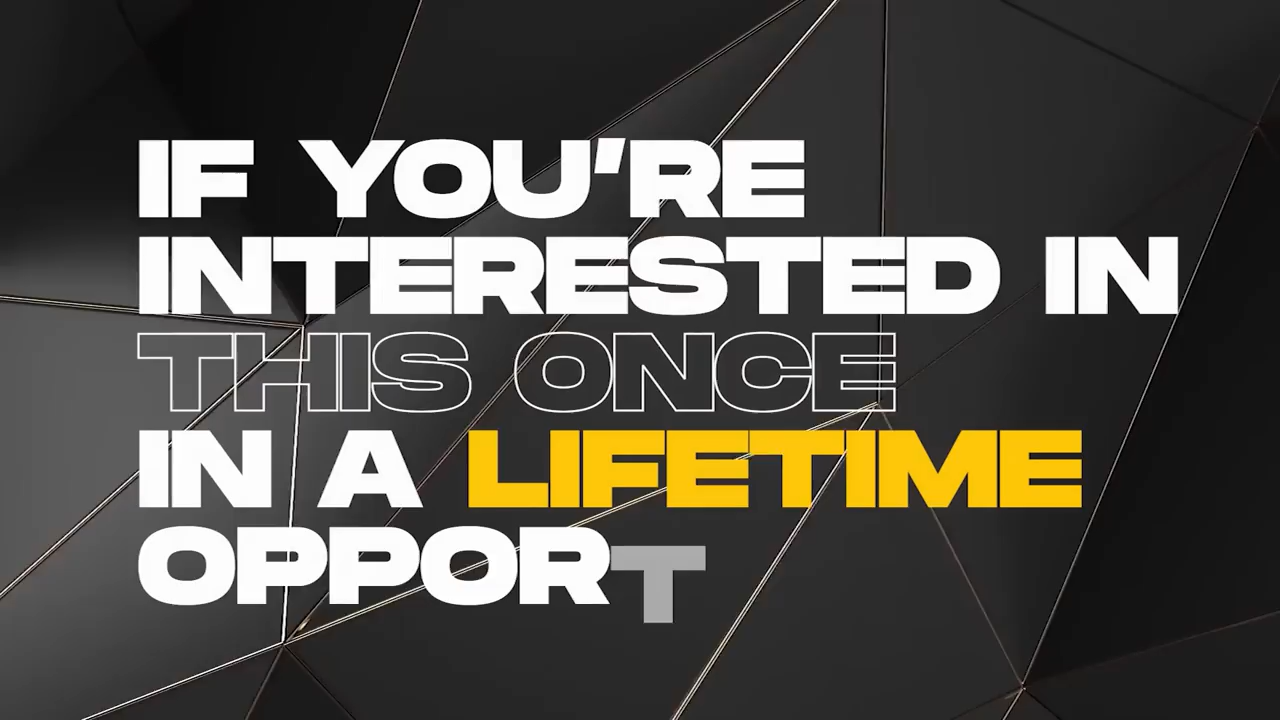 IF YOU'RE
INTERESTED IN
THIS ONCE
IN A LIFETIME
OPPORT